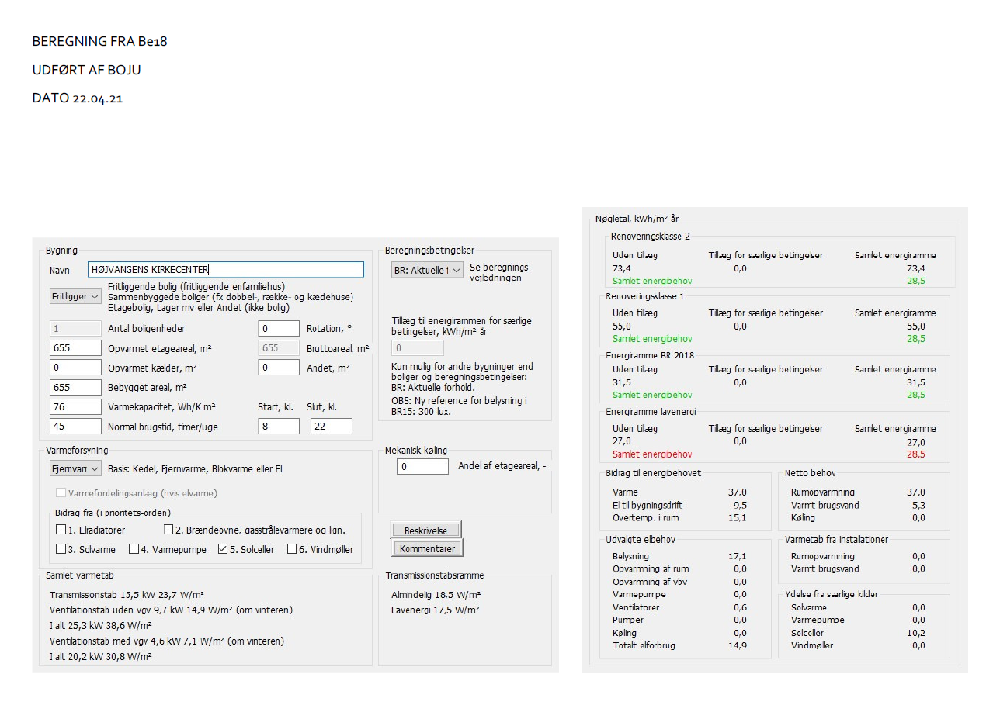 BEREGNING FRA Be18
UDFØRT AF BOJU
DATO 22.04.21
Bygning
Navn HØJVANGENS KIRKECENTER
Fritligger Fritliggende bolig (fritliggende enfamiliehus)
Sammenbyggede boliger (fx dobbel-, række- og kædehuse)
Etagebolig, Lager mv eller Andet (ikke bolig)
1 Antal boligenheder 0 Rotation, °
655 Opvarmet etageareal, m² 655 Bruttoareal, m²
0 Opvarmet kælder, m² 0 Andet, m²
655 Bebygget areal, m²
76 Varmekapacitet, Wh/K m² Start, kl. Slut, kl.
45 Normal brugstid, timer/uge 8 22
Beregningsbetingelser
BR: Aktuelle f Se beregnings-
vejledningen
Tillæg til energirammen for særlige
betingelser, kWh/m² år
0
Kun mulig for andre bygninger end
boliger og beregningsbetingelser:
BR: Aktuelle forhold.
OBS: Ny reference for belysning i
BR15: 300 lux.
Varmeforsyning
Fjernvarr Basis: Kedel, Fjernvarme, Blokvarme eller El
Varmefordelingsanlæg (hvis elvarme)
Bidrag fra (i prioritets-orden)
1. Elradiatorer 2. Brændeovne, gasstrålevarmere og lign.
3. Solvarme 4. Varmepumpe 5. Solceller 6. Vindmøller
Mekanisk køling
0 Andel af etageareal, -
Beskrivelse
Kommentarer
Samlet varmetab
Transmissionstab 15,5 kW 23,7 W/m²
Ventilationstab uden vgv 9,7 kW 14,9 W/m² (om vinteren)
I alt 25,3 kW 38,6 W/m²
Ventilationstab med vgv 4,6 kW 7,1 W/m² (om vinteren)
I alt 20,2 kW 30,8 W/m²
Transmissionstabsramme
Almindelig 18,5 W/m²
Lavenergi 17,5 W/m²
Nøgletal, kWh/m² år
Renoveringsklasse 2
Uden tillæg Tillæg for særlige betingelser Samlet energiramme
73,4 0,0 73,4
Samlet energibehov 28,5
Renoveringsklasse 1
Uden tillæg Tillæg for særlige betingelser Samlet energiramme
55,0 0,0 55,0
Samlet energibehov 28,5
Energiramme BR 2018
Uden tillæg Tillæg for særlige betingelser Samlet energiramme
31,5 0,0 31,5
Samlet energibehov 28,5
Energiramme lavenergi
Uden tillæg Tillæg for særlige betingelser Samlet energiramme
27,0 0,0 27,0
Samlet energibehov 28,5
Bidrag til energibehovet
Varme 37,0
El til bygningsdrift -9,5
Overtemp. i rum 15,1
Netto behov
Rumopvarmning 37,0
Varmt brugsvand 5,3
Køling 0,0
Udvalgte elbehov
Belysning 17,1
Opvarmning af rum 0,0
Opvarmning af vbv 0,0
Varmepumpe 0,0
Ventilatorer 0,6
Pumper 0,0
Køling 0,0
Totalt elforbrug 14,9
Varmetab fra installationer
Rumopvarmning 0,0
Varmt brugsvand 0,0
Ydelse fra særlige kilder
Solvarme 0,0
Varmepumpe 0,0
Solceller 10,2
Vindmøller 0,0